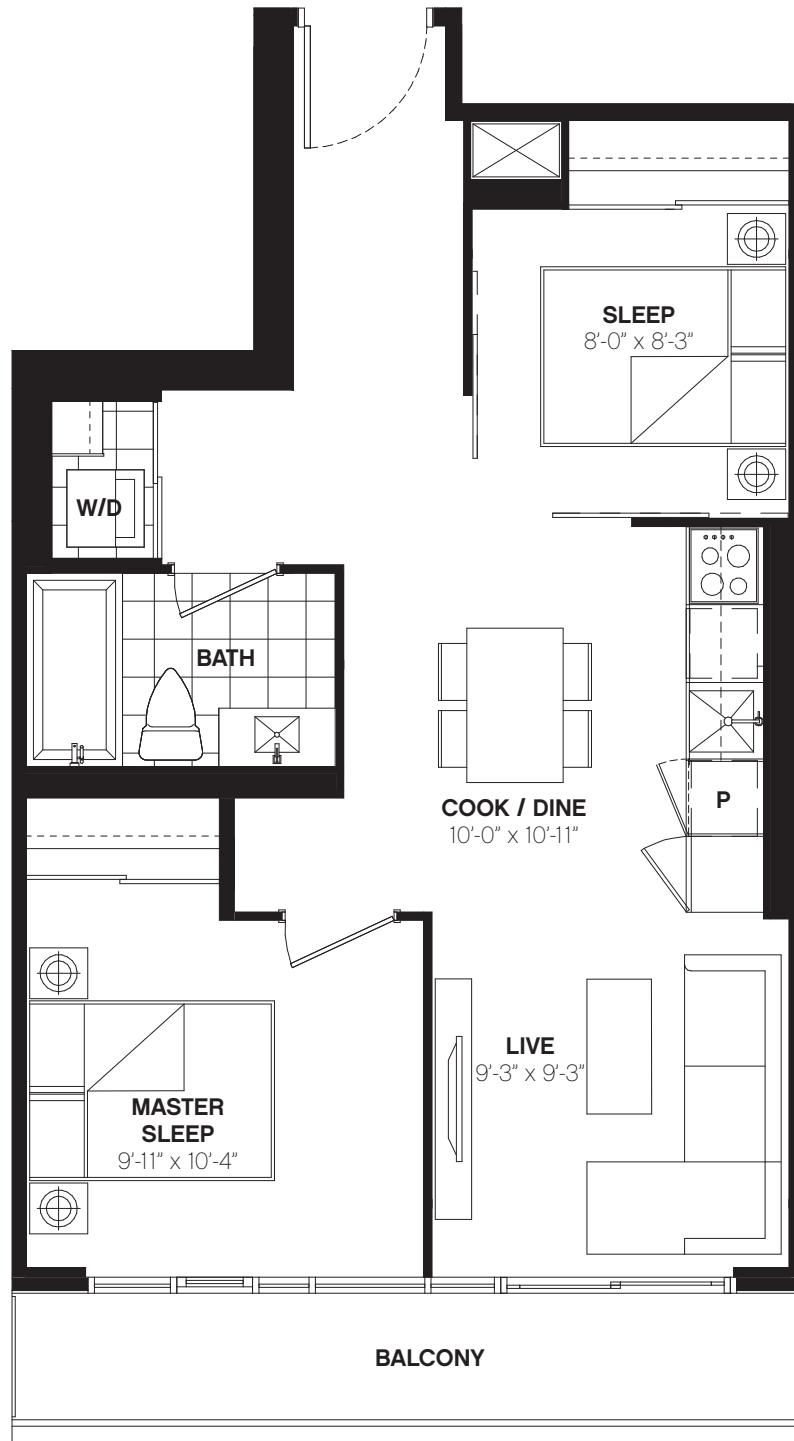 SLEEP
8’-0” x 8’-3”
W/D
BATH
COOK / DINE
10’-0” x 10’-11”
P
LIVE
9’-3” x 9’-3”
MASTER
SLEEP
9’-11” x 10’-4”
BALCONY